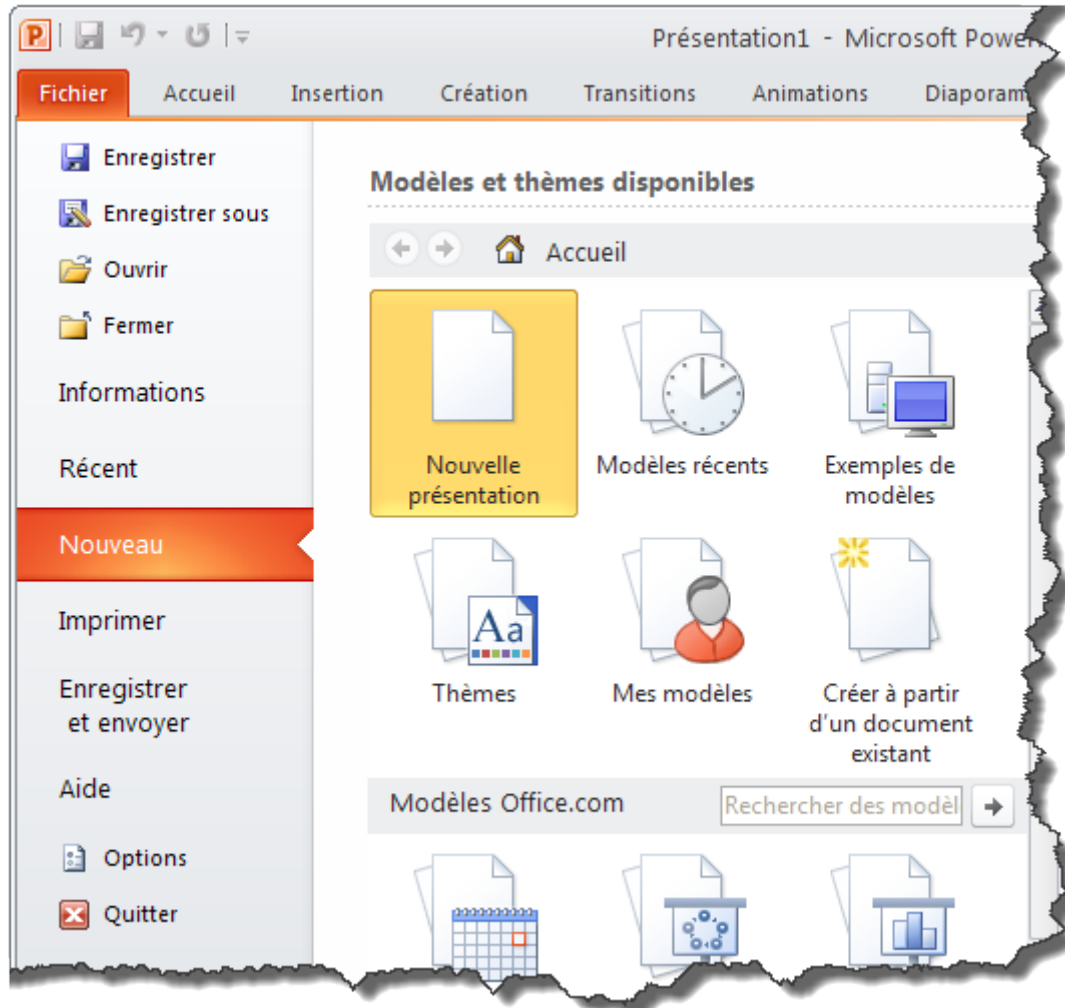 Présentation1 - Microsoft
Fichier Accueil Insertion Création Transitions Animations
Enregistrer
Enregistrer sous
Ouvrir
Fermer
Informations
Récent
Nouveau
Imprimer
Enregistrer
et envoyer
Aide
Options
Quitter
Modèles et thèmes disponibles
Accueil
Nouvelle
présentation
Modèles récents
Exemples de
modèles
Thèmes
Mes modèles
Créer à partir
d'un document
existant
Modèles Office.com
Rechercher des modèl
Aa